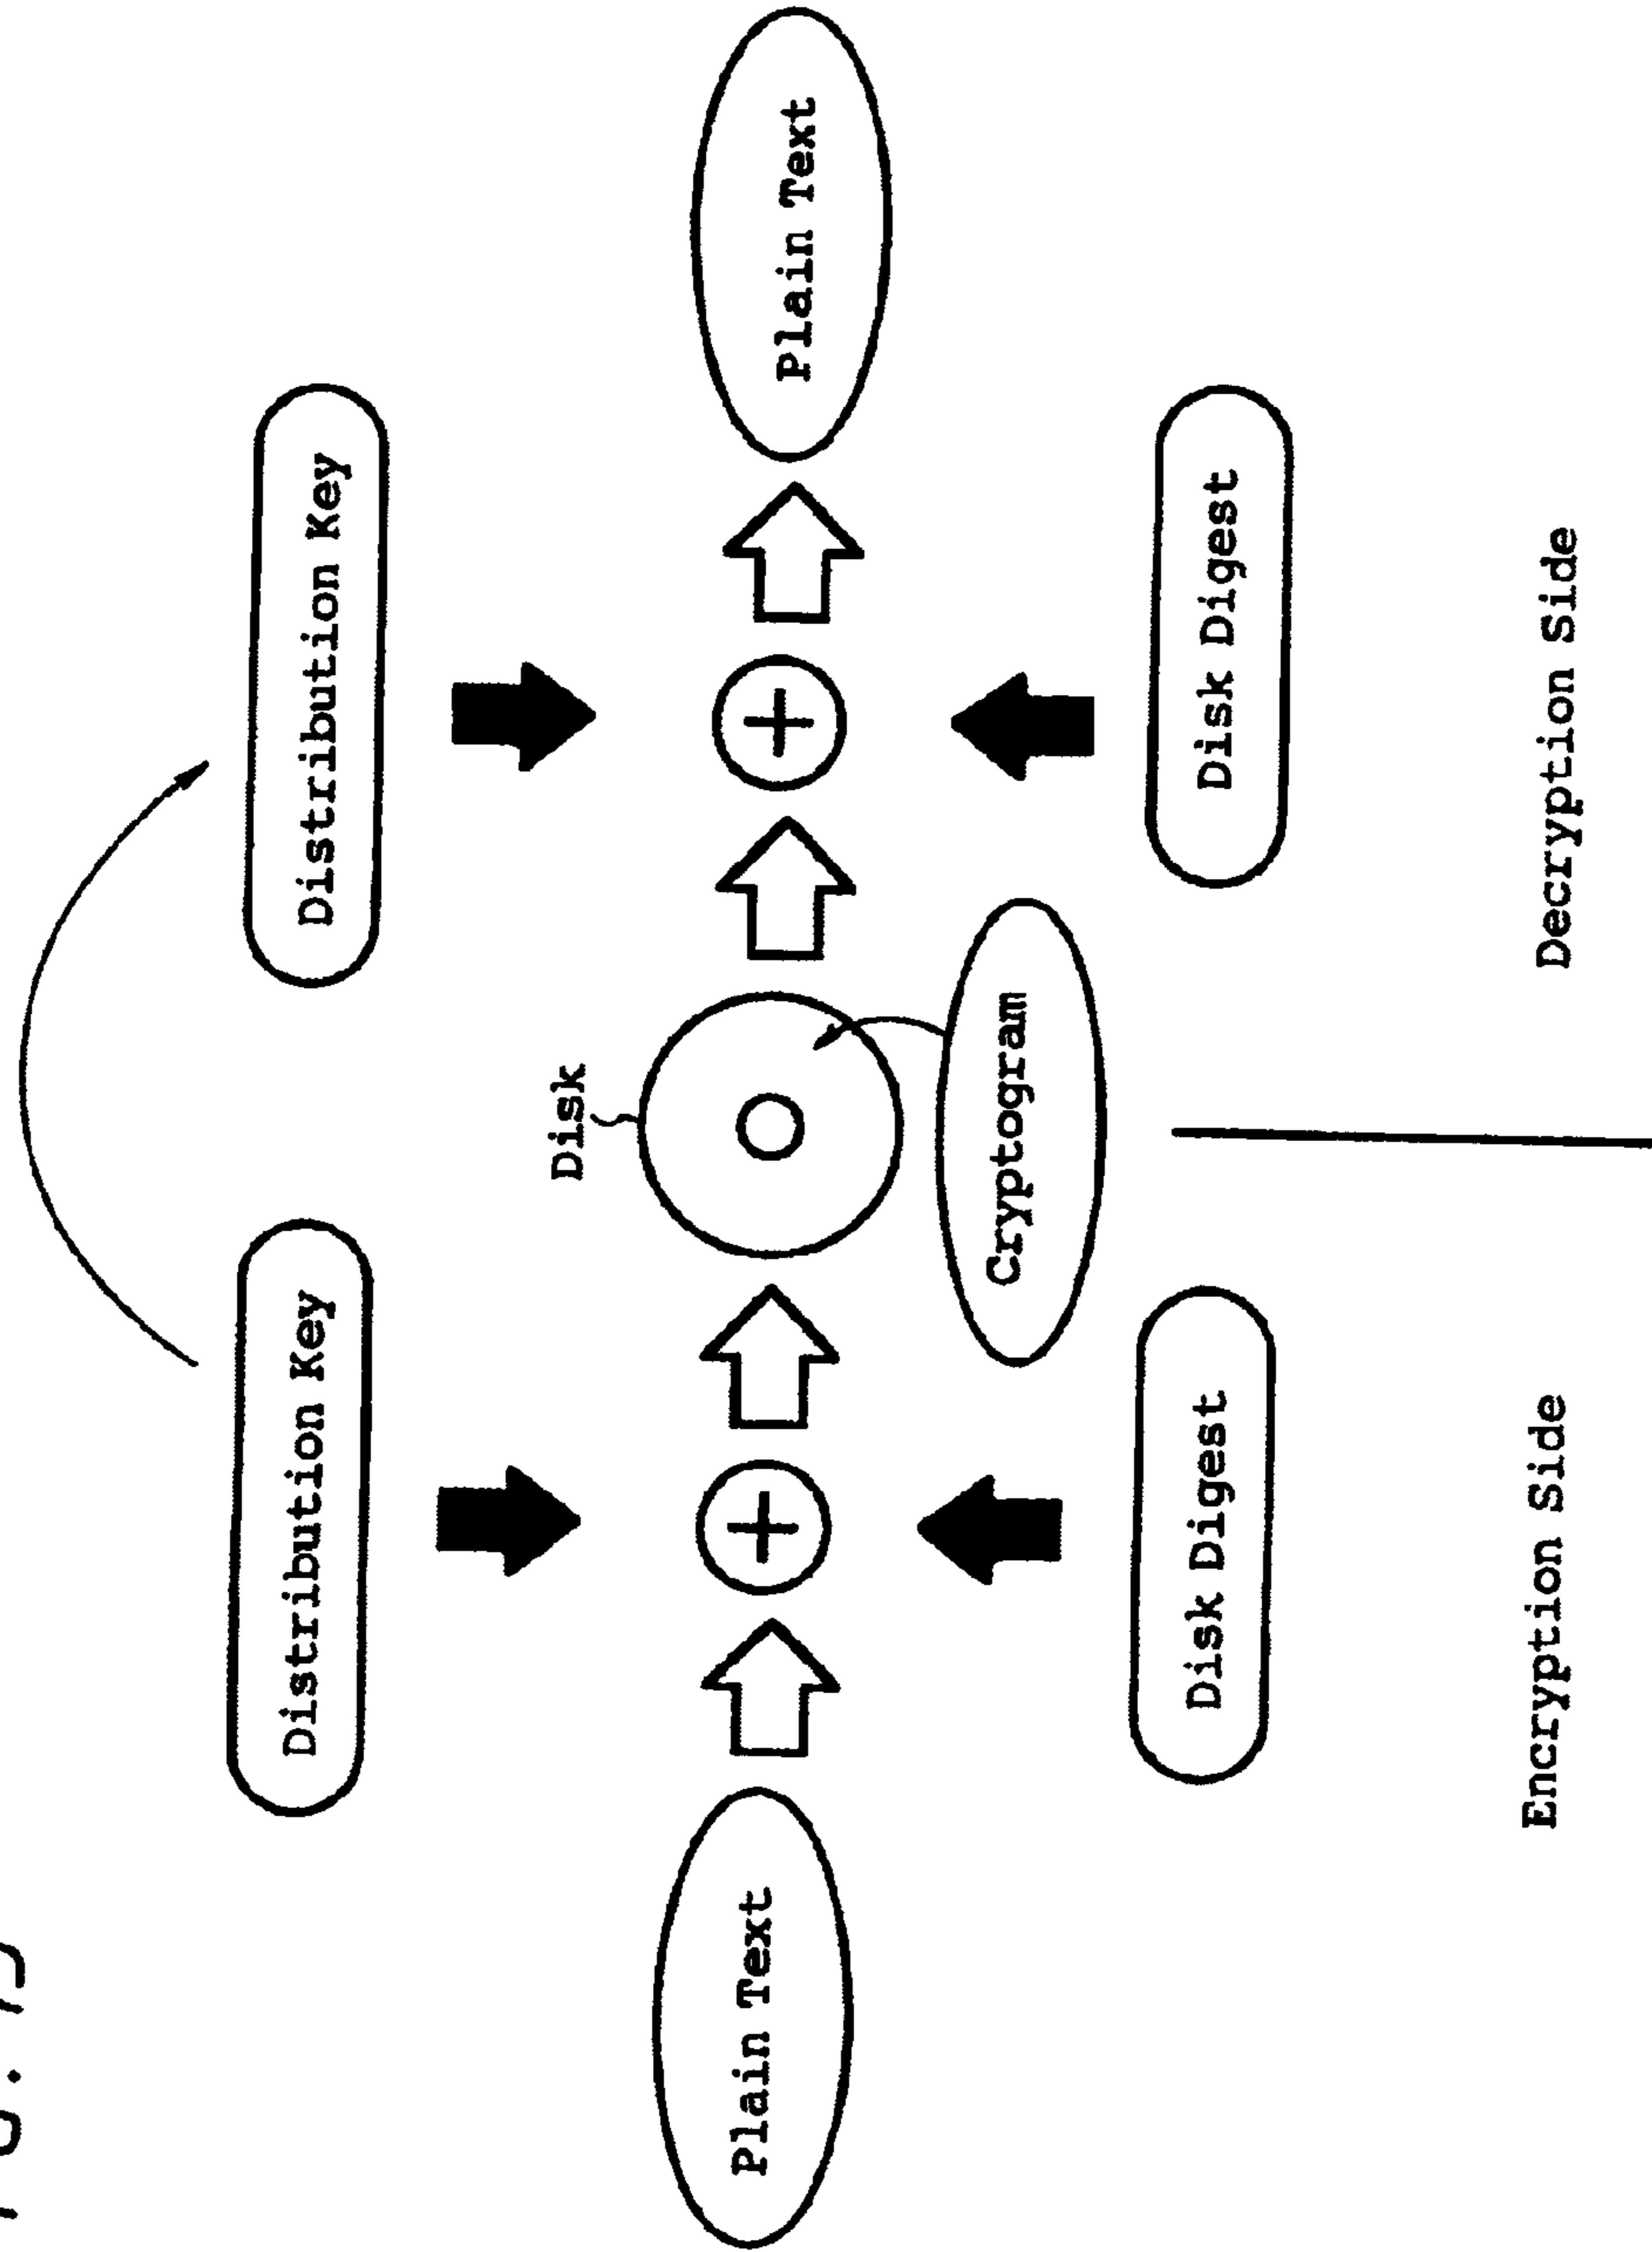 Distribution Key
Distribution Key
Disk
Plain Text
Plain Text
Cryptogram
Disk Digest
Disk Digest
Encryption Side
Decryption Side